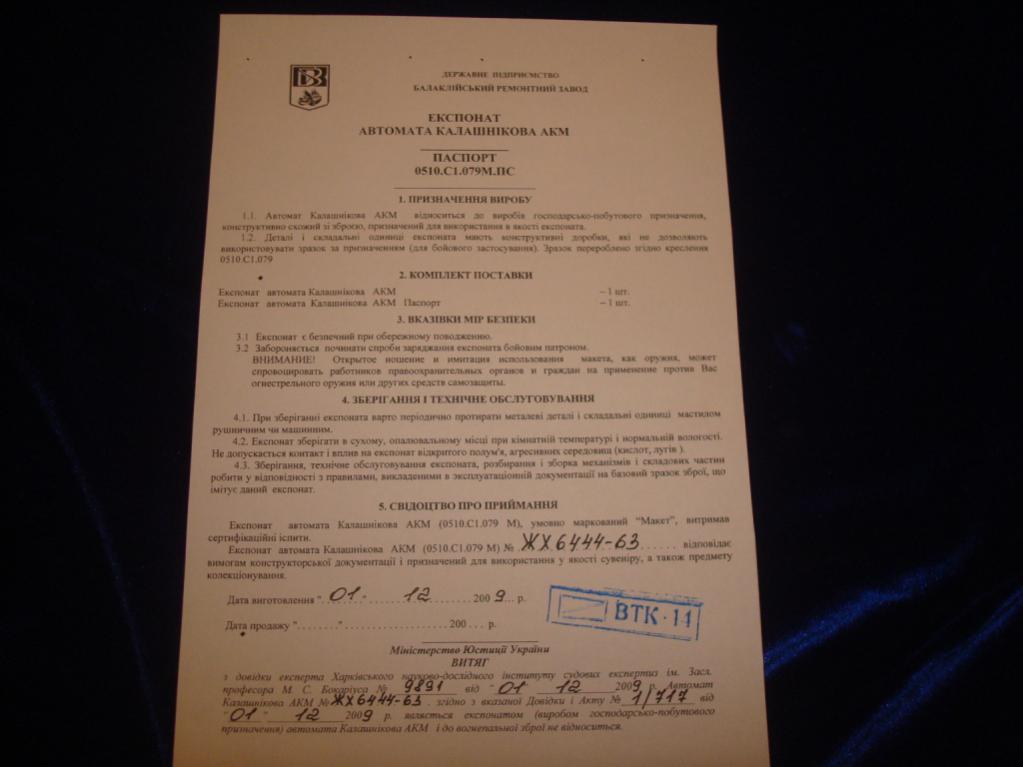 ДЕРЖАВНЕ ПІДПРИЄМСТВО
БАЛАКЛІЙСЬКИЙ РЕМОНТНИЙ ЗАВОД
ЕКСПОНАТ
АВТОМАТА КАЛАШНІКОВА АКМ
ПАСПОРТ
0510.С1.079М.ПС
1. ПРИЗНАЧЕННЯ ВИРОБУ
1.1. Автомат Калашнікова АКМ відноситься до виробів господарсько-побутового призначення,
конструктивно схожий зі зброєю, призначений для використання в якості експоната.
1.2. Деталі і складальні одиниці експоната мають конструктивні доробки, які не дозволяють
використовувати зразок за призначенням (для бойового застосування). Зразок перероблено згідно креслення
0510.С1.079
2. КОМПЛЕКТ ПОСТАВКИ
Експонат автомата Калашнікова АКМ – 1 шт.
Експонат автомата Калашнікова АКМ Паспорт – 1 шт.
3. ВКАЗІВКИ МІР БЕЗПЕКИ
3.1 Експонат є безпечний при обережному поводженню.
3.2 Забороняється починати спроби заряджання експоната бойовим патроном.
ВНИМАНИЕ! Открытое ношение и имитация использования макета, как оружия, может
спровоцировать работников правоохранительных органов и граждан на применение против Вас
огнестрельного оружия или других средств самозащиты.
4. ЗБЕРІГАННЯ І ТЕХНІЧНЕ ОБСЛУГОВУВАННЯ
4.1. При зберіганні експоната варто періодично протирати металеві деталі і складальні одиниці мастилом
рушничним чи машинним.
4.2. Експонат зберігати в сухому, опалювальному місці при кімнатній температурі і нормальній вологості.
Не допускається контакт і вплив на експонат відкритого полум'я, агресивних середовищ (кислот, лугів ).
4.3. Зберігання, технічне обслуговування експоната, розбирання і зборка механізмів і складових частин
робити у відповідності з правилами, викладеними в эксплуатаційній документації на базовий зразок зброї, що
імітує даний експонат.
5. СВІДОЦТВО ПРО ПРИЙМАННЯ
Експонат автомата Калашнікова АКМ (0510.С1.079 М), умовно маркований “Макет”, витримав
сертифікаційні іспити.
Експонат автомата Калашнікова АКМ (0510.С1.079 М) № ЖХ6444-63 відповідає
вимогам конструкторської документації і призначений для використання у якості сувеніру, а також предмету
колекціонування.
Дата виготовлення " 01 - 12 2009 р.
ВТК - 14
Дата продажу "........"........................200 ... р.
Міністерство Юстиції України
ВИТЯГ
з довідки експерта Харківського науково-дослідного інституту судових експертиз ім. Засл.
професора М. С. Бокаріуса № 9891 від "01 12 2009 р. Автомат
Калашнікова АКМ № ЖХ6444-63 . згідно з вказаної Довідки і Акту № 1/717 від
"01 " 12 2009 р. являється експонатом (виробом господарсько-побутового
призначення) автомата Калашнікова АКМ і до вогнепальної зброї не відноситься.